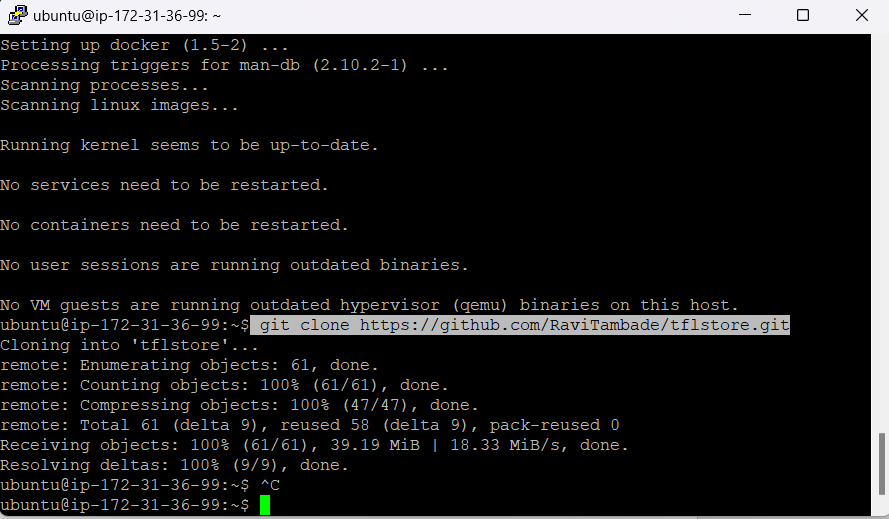 ubuntu@ip-172-31-36-99: ~
Setting up docker (1.5-2) ...
Processing triggers for man-db (2.10.2-1) ...
Scanning processes...
Scanning linux images...
Running kernel seems to be up-to-date.
No services need to be restarted.
No containers need to be restarted.
No user sessions are running outdated binaries.
No VM guests are running outdated hypervisor (qemu) binaries on this host.
ubuntu@ip-172-31-36-99:~$ git clone https://github.com/RaviTambade/tflstore.git
Cloning into 'tflstore'...
remote: Enumerating objects: 61, done.
remote: Counting objects: 100% (61/61), done.
remote: Compressing objects: 100% (47/47), done.
remote: Total 61 (delta 9), reused 58 (delta 9), pack-reused 0
Receiving objects: 100% (61/61), 39.19 MiB | 18.33 MiB/s, done.
Resolving deltas: 100% (9/9), done.
ubuntu@ip-172-31-36-99:~$ ^C
ubuntu@ip-172-31-36-99:~$